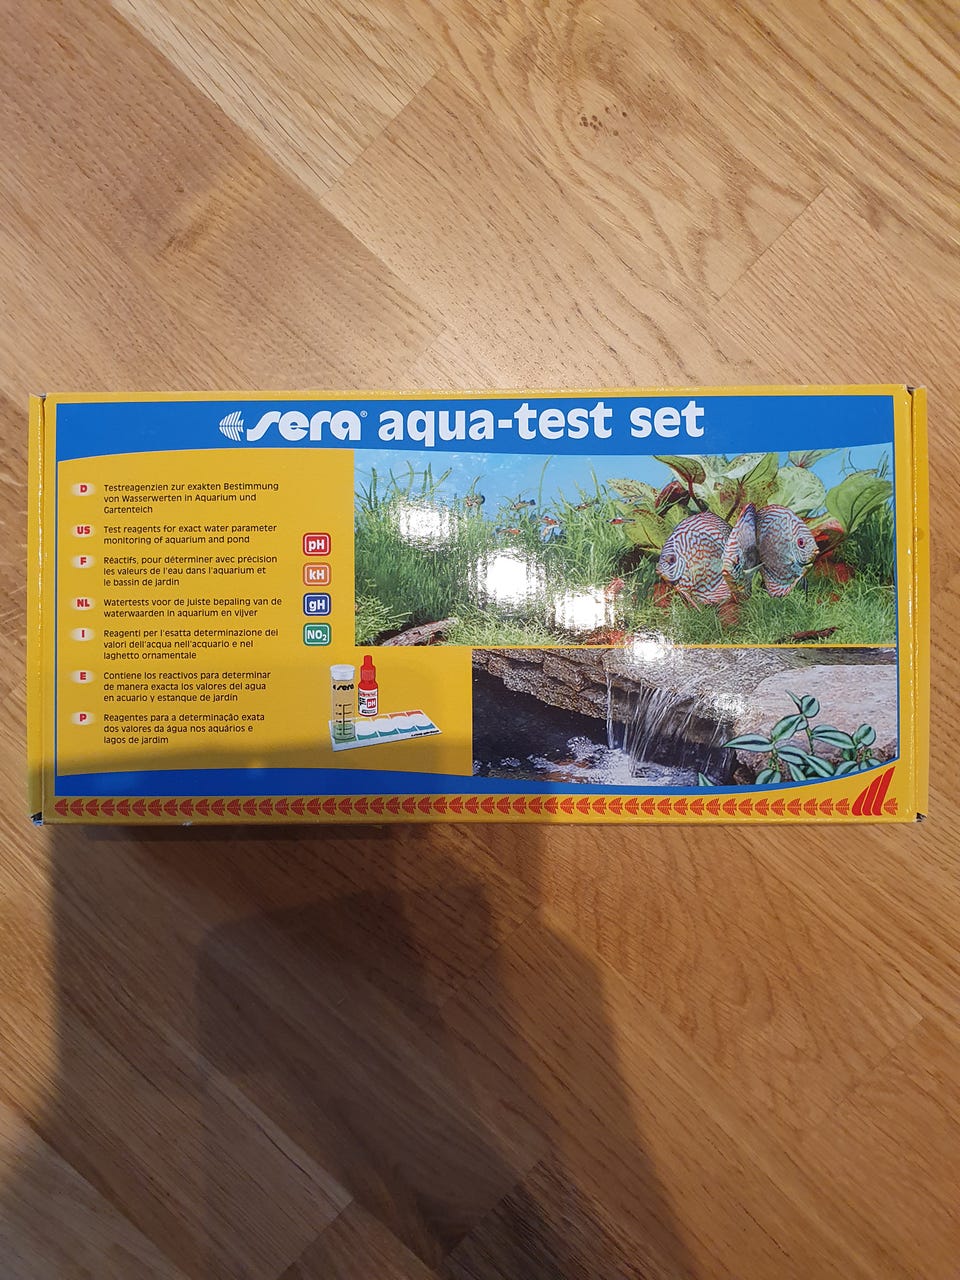 sera® aqua-test set
D Testreagenzien zur exakten Bestimmung
von Wasserwerten in Aquarium und
Gartenteich
US Test reagents for exact water parameter
monitoring of aquarium and pond
F Réactifs, pour déterminer avec précision
les valeurs de l'eau dans l'aquarium et
le bassin de jardin
NL Watertests voor de juiste bepaling van de
waterwaarden in aquarium en vijver
I Reagenti per l'esatta determinazione dei
valori dell'acqua nell'acquario e nel
laghetto ornamentale
E Contiene los reactivos para determinar
de manera exacta los valores del agua
en acuario y estanque de jardín
P Reagentes para a determinação exata
dos valores da água nos aquários e
lagos de jardim
pH
kH
gH
NO₂
sera
pH